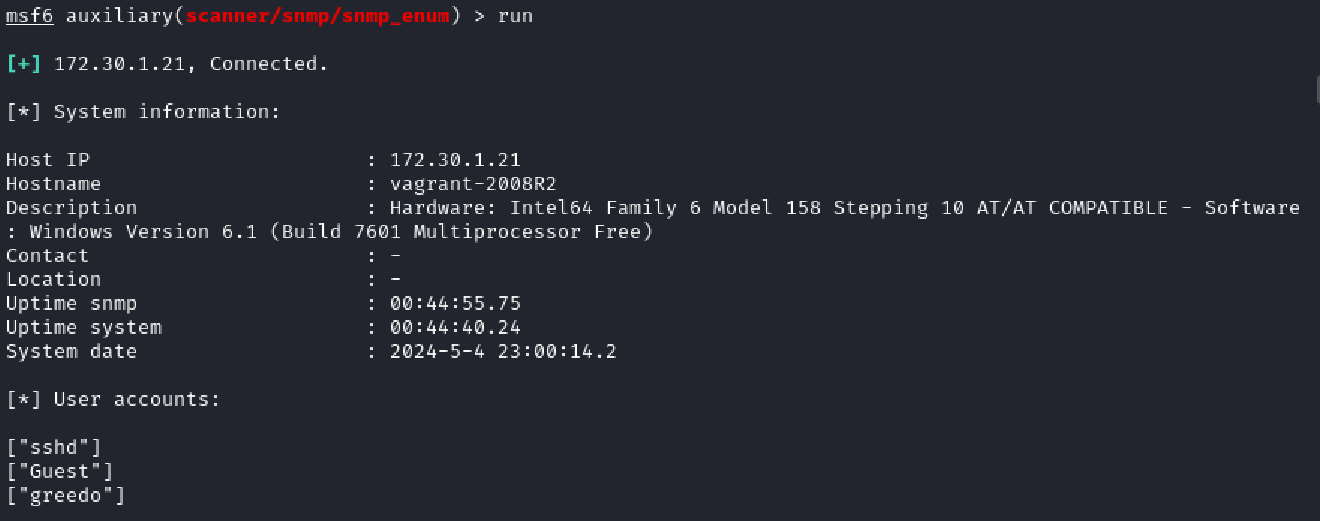 msf6 auxiliary(scanner/snmp/snmp_enum) > run
[+] 172.30.1.21, Connected.
[*] System information:
Host IP : 172.30.1.21
Hostname : vagrant-2008R2
Description : Hardware: Intel64 Family 6 Model 158 Stepping 10 AT/AT COMPATIBLE - Software
: Windows Version 6.1 (Build 7601 Multiprocessor Free)
Contact : -
Location : -
Uptime snmp : 00:44:55.75
Uptime system : 00:44:40.24
System date : 2024-5-4 23:00:14.2
[*] User accounts:
["sshd"]
["Guest"]
["greedo"]